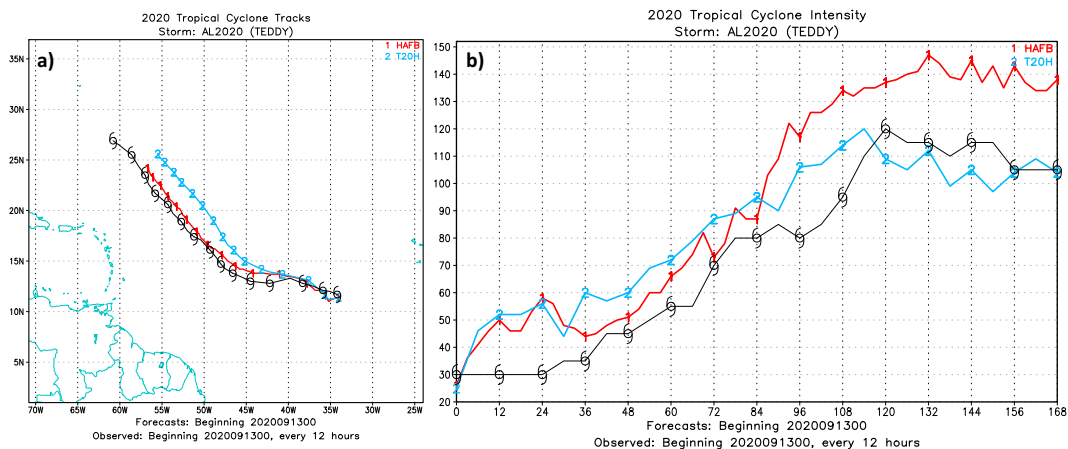 2020 Tropical Cyclone Tracks
Storm: AL2020 (TEDDY)
a)
1 HAFB
2 T20H
35N
30N
25N
20N
15N
10N
5N
70W 65W 60W 55W 50W 45W 40W 35W 30W 25W
Forecasts: Beginning 2020091300
Observed: Beginning 2020091300, every 12 hours
2020 Tropical Cyclone Intensity
Storm: AL2020 (TEDDY)
b)
1 HAFB
2 T20H
150
140
130
120
110
100
90
80
70
60
50
40
30
20
0 12 24 36 48 60 72 84 96 108 120 132 144 156 168
Forecasts: Beginning 2020091300
Observed: Beginning 2020091300, every 12 hours